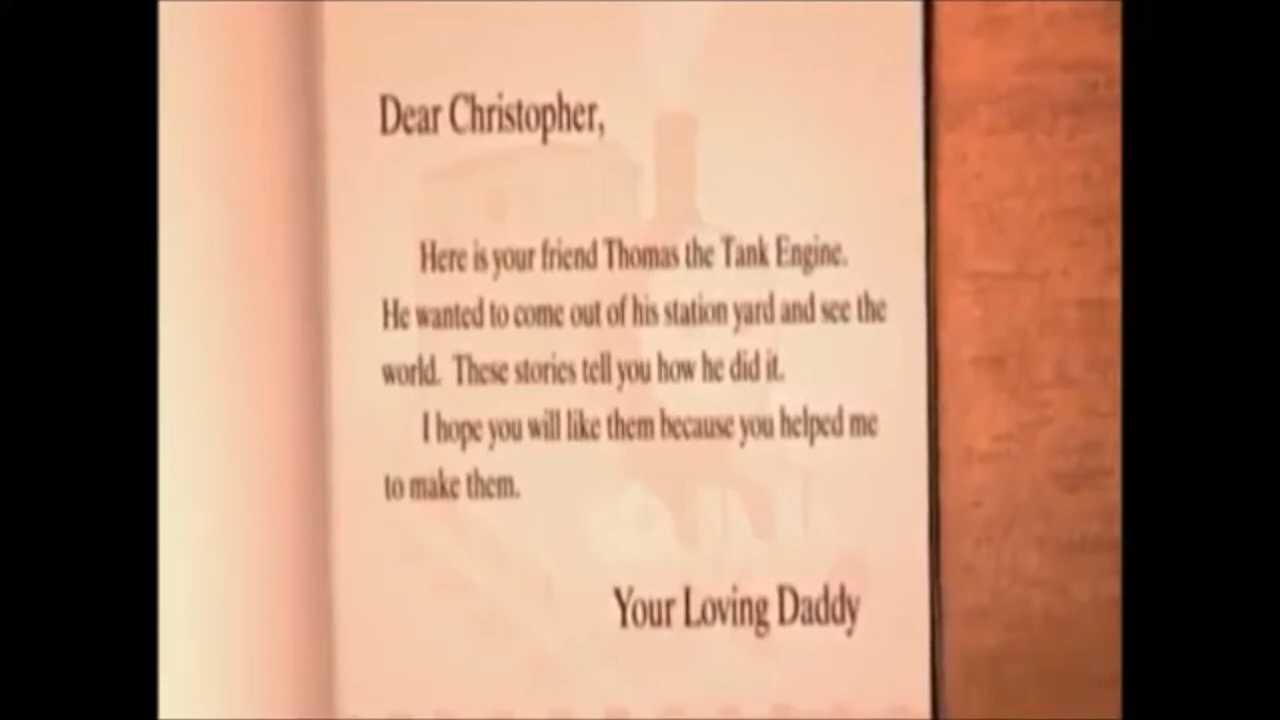 Dear Christopher,
Here is your friend Thomas the Tank Engine.
He wanted to come out of his station yard and see the
world. These stories tell you how he did it.
I hope you will like them because you helped me
to make them.
Your Loving Daddy